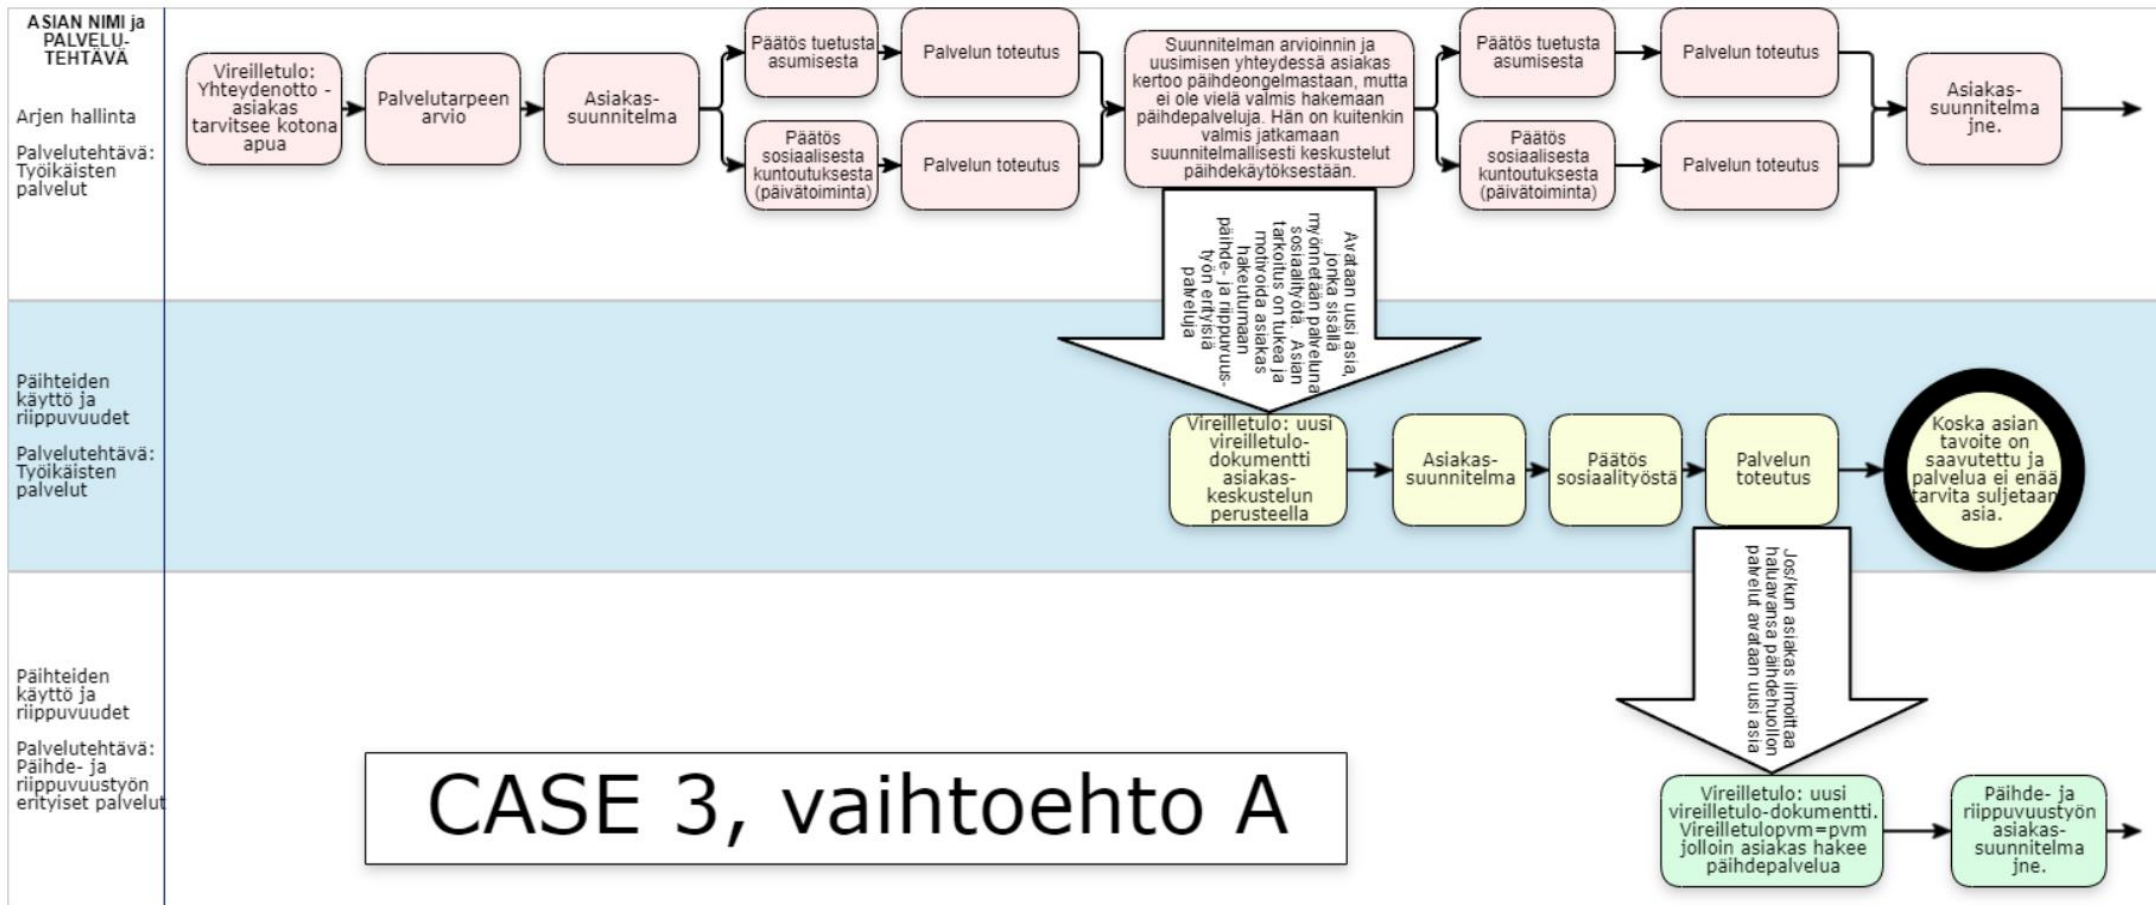 ASIAN NIMI ja
PALVELU-
TEHTÄVÄ
Arjen hallinta
Palvelutehtävä:
Työikäisten
palvelut
Vireilletulo:
Yhteydenotto -
asiakas
tarvitsee kotona
apua
Palvelutarpeen
arvio
Asiakas-
suunnitelma
Päätös tuetusta
asumisesta
Palvelun toteutus
Päätös
sosiaalisesta
kuntoutuksesta
(päivätoiminta)
Palvelun toteutus
Suunnitelman arvioinnin ja
uusimisen yhteydessä asiakas
kertoo päihdeongelmastaan, mutta
ei ole vielä valmis hakemaan
päihdepalveluja. Hän on kuitenkin
valmis jatkamaan
suunnitelmallisesti keskustelut
päihdekäytöksestään.
Päätös tuetusta
asumisesta
Palvelun toteutus
Päätös
sosiaalisesta
kuntoutuksesta
(päivätoiminta)
Palvelun toteutus
Asiakas-
suunnitelma
jne.
Avataan uusi asia,
jonka sisällä
myönnetään palveluna
sosiaalityötä. Asian
tarkoitus on tukea ja
motivoida asiakas
hakeutumaan
päihde- ja riippuvuus-
työn erityisiä
palveluja
Päihteiden
käyttö ja
riippuvuudet
Palvelutehtävä:
Työikäisten
palvelut
Vireilletulo: uusi
vireilletulo-
dokumentti
asiakas-
keskustelun
perusteella
Asiakas-
suunnitelma
Päätös
sosiaalityöstä
Palvelun
toteutus
Koska asian
tavoite on
saavutettu ja
palvelua ei enää
tarvita suljetaan
asia.
Jos/kun asiakas ilmoittaa
haluavansa päihdehuollon
palvelut avataan uusi asia
Päihteiden
käyttö ja
riippuvuudet
Palvelutehtävä:
Päihde- ja
riippuvuustyön
erityiset palvelut
CASE 3, vaihtoehto A
Vireilletulo: uusi
vireilletulo-dokumentti.
Vireilletulopvm=pvm
jolloin asiakas hakee
päihdepalvelua
Päihde- ja
riippuvustyön
asiakas-
suunnitelma
jne.